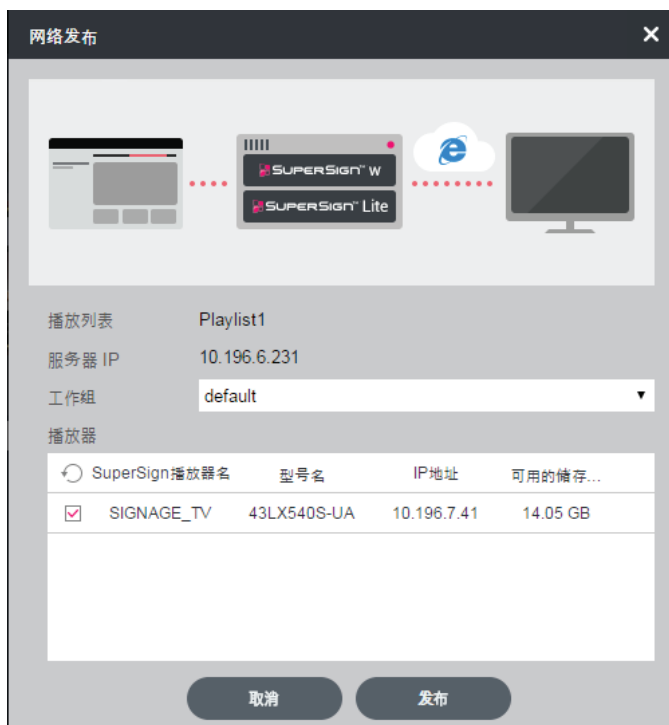 网络发布
SUPERSIGN™ W
SUPERSIGN™ Lite
播放列表 Playlist1
服务器 IP 10.196.6.231
工作组 default
播放器
SuperSign播放器名 型号名 IP地址 可用的储存...
SIGNAGE_TV 43LX540S-UA 10.196.7.41 14.05 GB
取消 发布